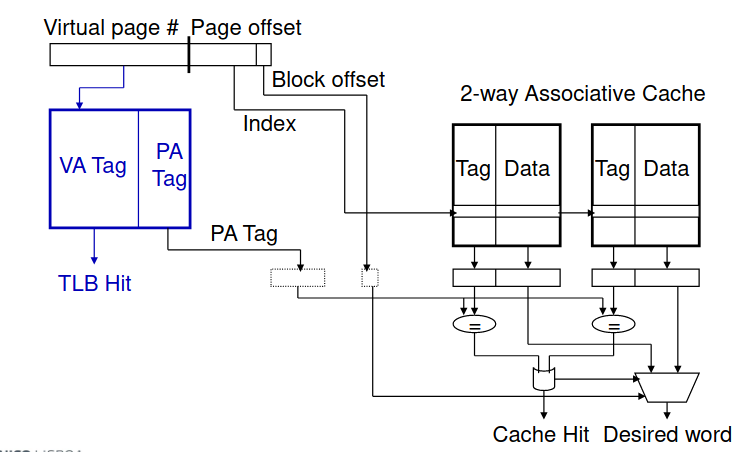 Virtual page # Page offset
Block offset
2-way Associative Cache
Index
VA Tag
PA
Tag
Tag Data
Tag Data
PA Tag
TLB Hit
=
=
Cache Hit Desired word